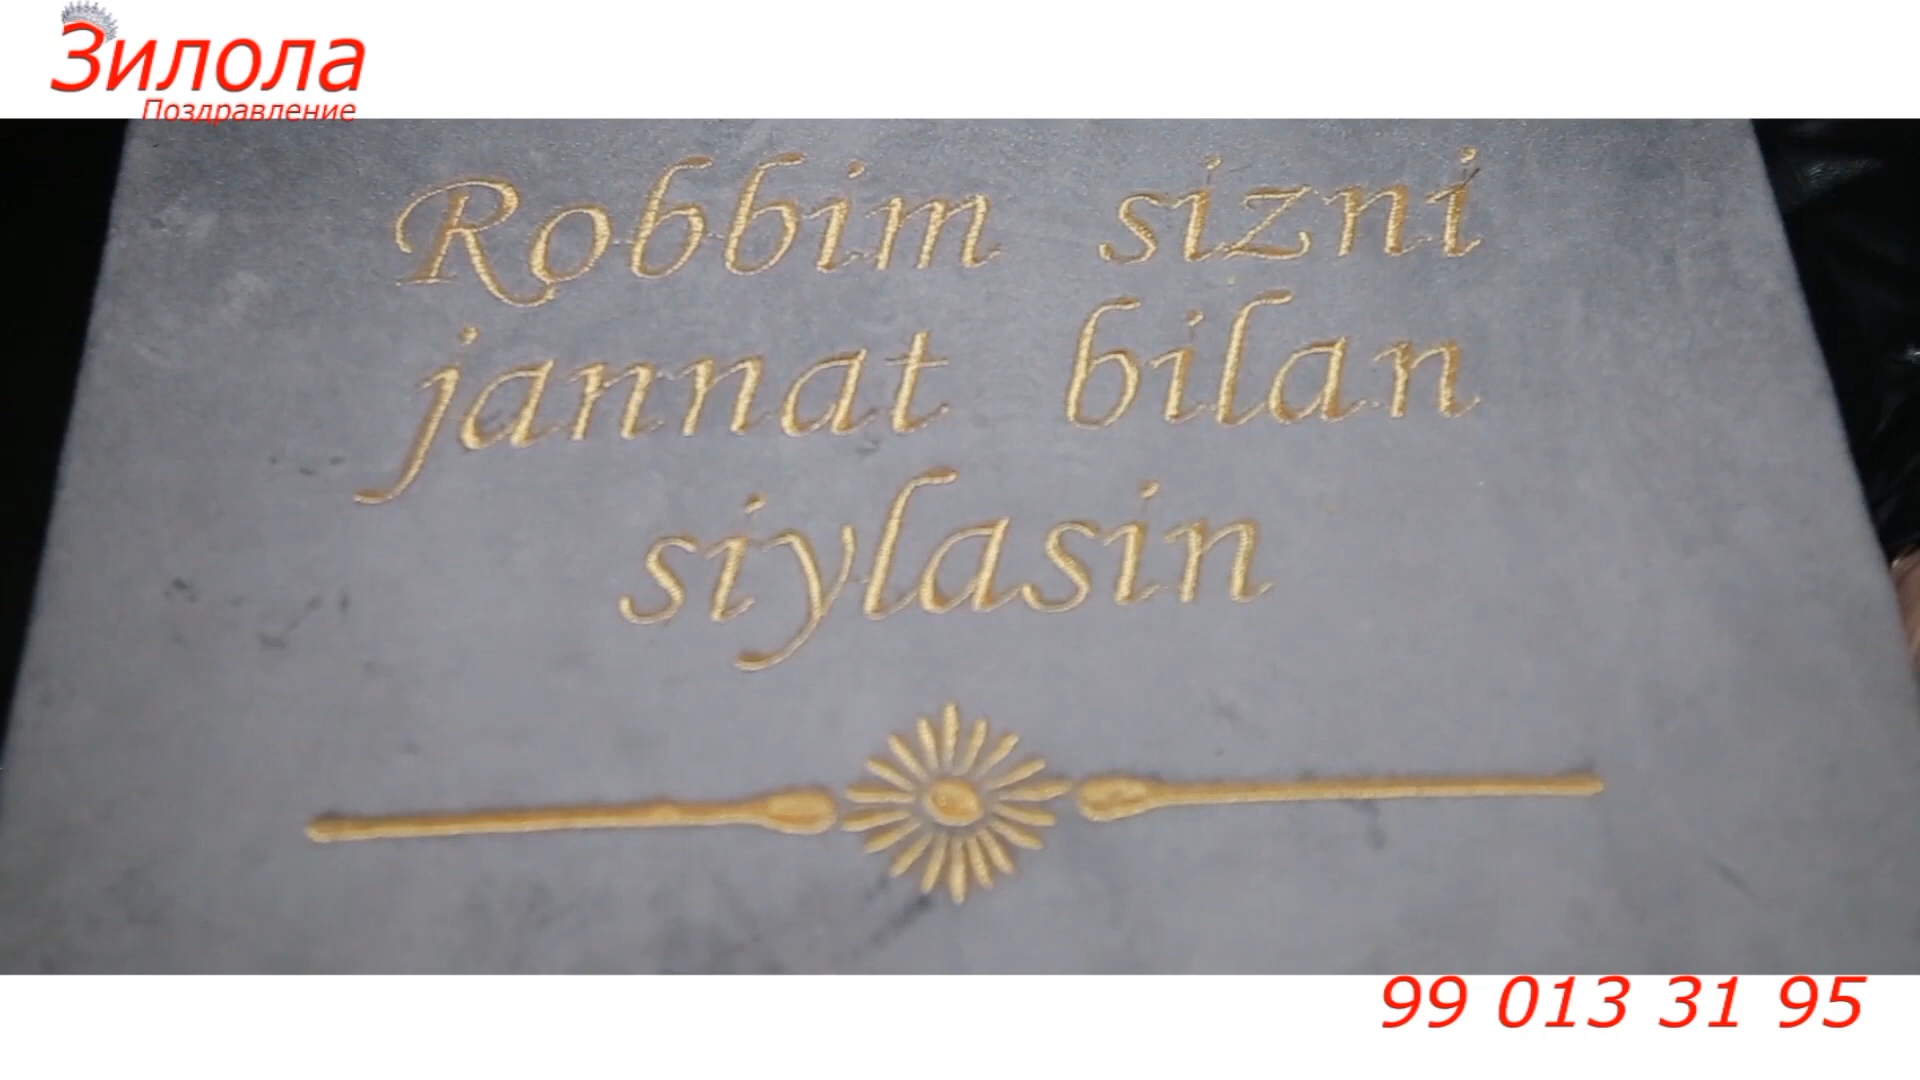 Зилола
Поздравление
Robbim sizni
jannat bilan
siylasin
99 013 31 95